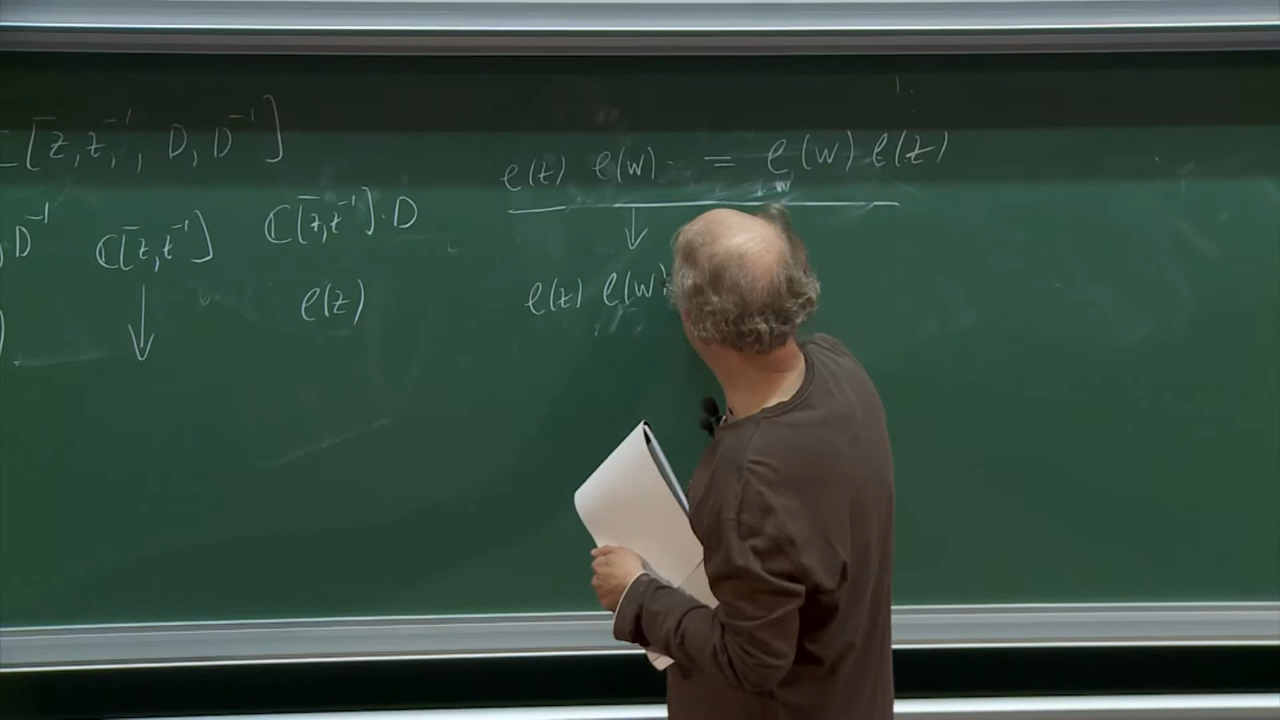 ℂ[z,z⁻¹, D, D⁻¹]
D⁻¹ ℂ[z,z⁻¹] ℂ[z,z⁻¹]·D
e(z)
e(z) e(w) = e(w) e(z)
↓
e(z) e(w)